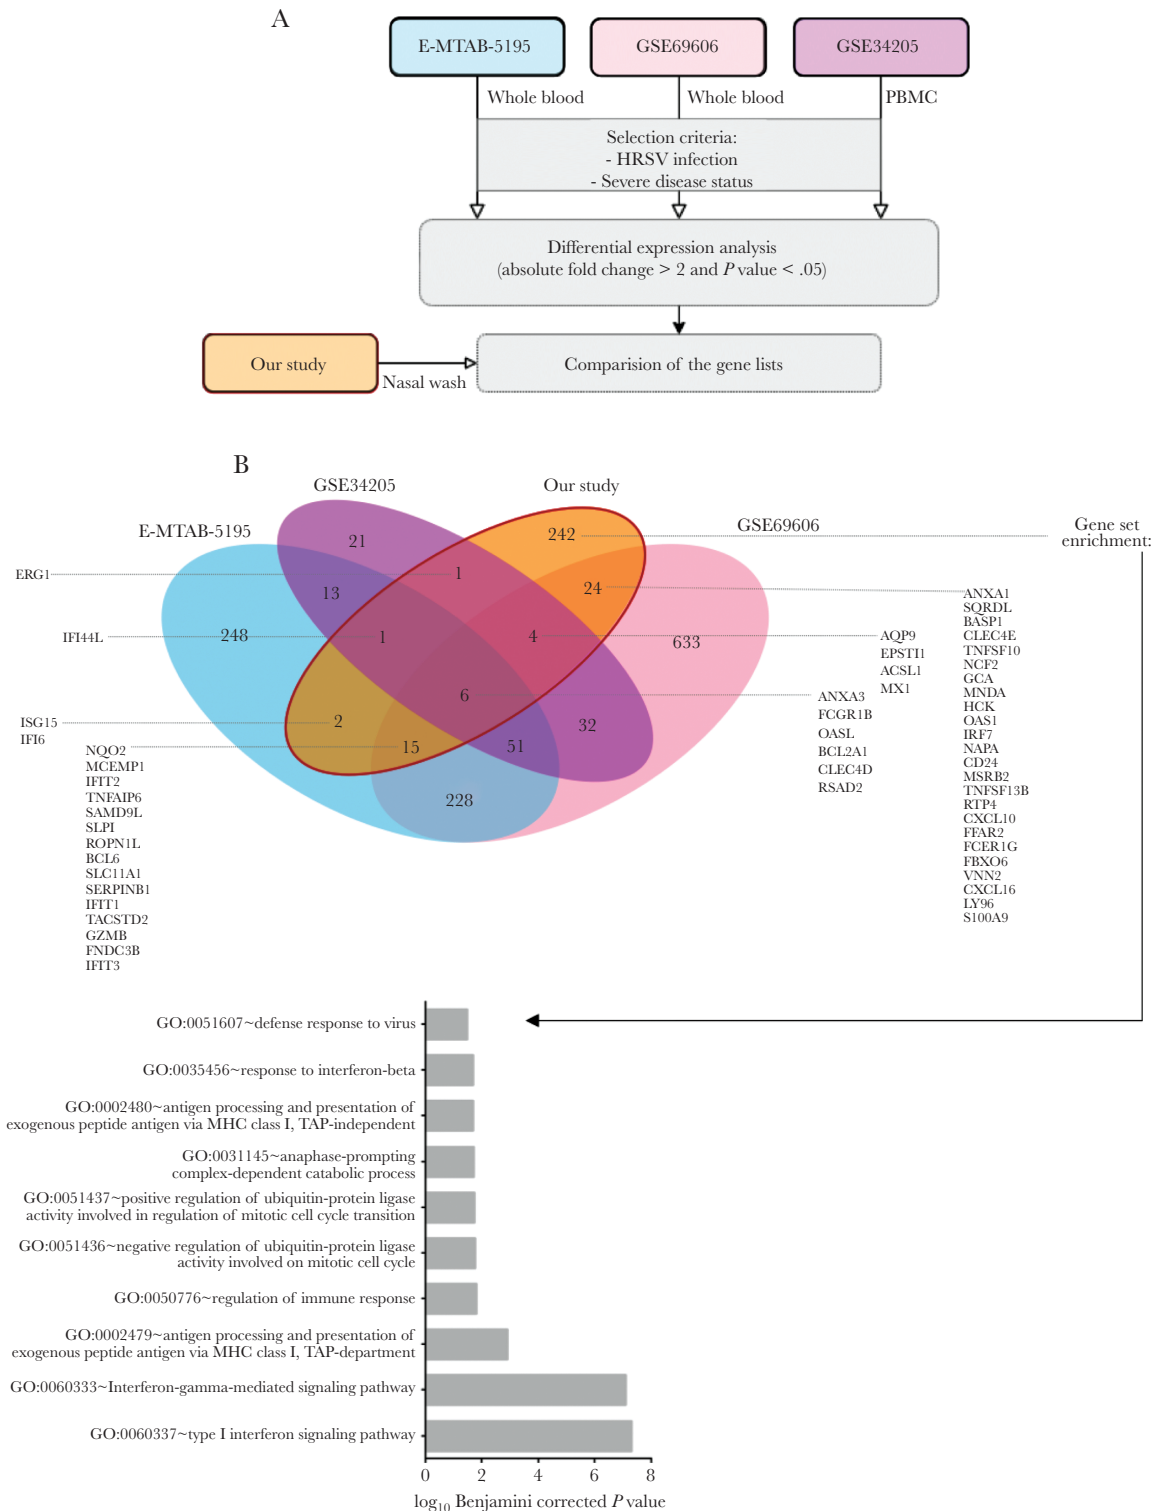 A
E-MTAB-5195
GSE69606
GSE34205
Whole blood
Whole blood
PBMC
Selection criteria:
- HRSV infection
- Severe disease status
Differential expression analysis
(absolute fold change > 2 and P value < .05)
Our study
Nasal wash
Comparision of the gene lists
B
GSE34205
Our study
E-MTAB-5195
GSE69606
Gene set
enrichment:
21
242
ERG1
1
13
24
248
IFI44L
1
4
633
6
ISG15
IFI6
2
32
15
51
228
NQO2
MCEMP1
IFIT2
TNFAIP6
SAMD9L
SLPI
ROPN1L
BCL6
SLC11A1
SERPINB1
IFIT1
TACSTD2
GZMB
FNDC3B
IFIT3
AQP9
EPSTI1
ACSL1
MX1
ANXA3
FCGR1B
OASL
BCL2A1
CLEC4D
RSAD2
ANXA1
SQRDL
BASP1
CLEC4E
TNFSF10
NCF2
GCA
MNDA
HCK
OAS1
IRF7
NAPA
CD24
MSRB2
TNFSF13B
RTP4
CXCL10
FFAR2
FCER1G
FBXO6
VNN2
CXCL16
LY96
S100A9
GO:0051607~defense response to virus
GO:0035456~response to interferon-beta
GO:0002480~antigen processing and presentation of
exogenous peptide antigen via MHC class I, TAP-independent
GO:0031145~anaphase-prompting
complex-dependent catabolic process
GO:0051437~positive regulation of ubiquitin-protein ligase
activity involved in regulation of mitotic cell cycle transition
GO:0051436~negative regulation of ubiquitin-protein ligase
activity involved on mitotic cell cycle
GO:0050776~regulation of immune response
GO:0002479~antigen processing and presentation of
exogenous peptide antigen via MHC class I, TAP-department
GO:0060333~Interferon-gamma-mediated signaling pathway
GO:0060337~type I interferon signaling pathway
0 2 4 6 8
log10 Benjamini corrected P value